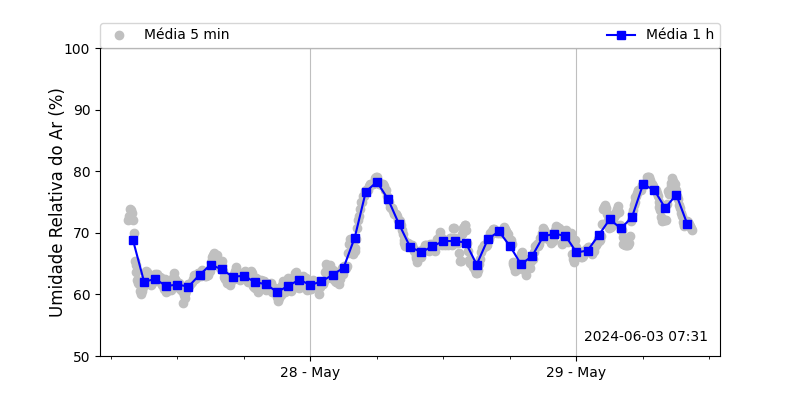 Média 5 min
Média 1 h
Umidade Relativa do Ar (%)
100
90
80
70
60
50
2024-06-03 07:31
28 - May
29 - May